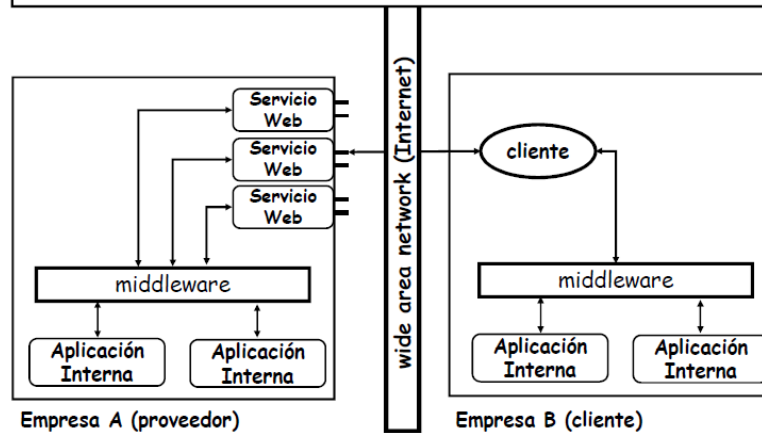 Servicio
Web
Servicio
Web
Servicio
Web
middleware
Aplicación
Interna
Aplicación
Interna
Empresa A (proveedor)
wide area network (Internet)
cliente
middleware
Aplicación
Interna
Aplicación
Interna
Empresa B (cliente)